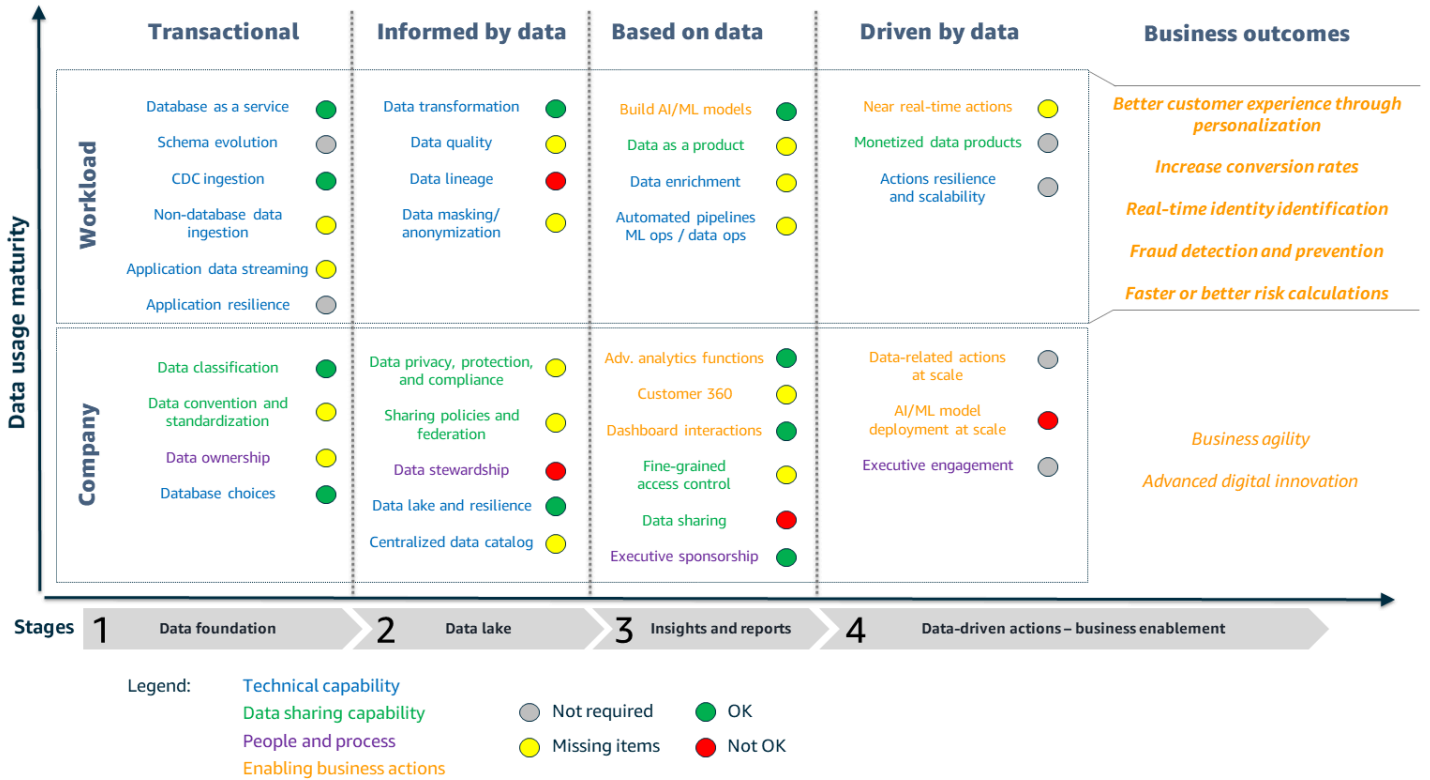 Transactional
Informed by data
Based on data
Driven by data
Business outcomes
Data usage maturity
Workload
Database as a service
Schema evolution
CDC ingestion
Non-database data
ingestion
Application data streaming
Application resilience
Data transformation
Data quality
Data lineage
Data masking/
anonymization
Build AI/ML models
Data as a product
Data enrichment
Automated pipelines
ML ops / data ops
Near real-time actions
Monetized data products
Actions resilience
and scalability
Better customer experience through
personalization
Increase conversion rates
Real-time identity identification
Fraud detection and prevention
Faster or better risk calculations
Company
Data classification
Data convention and
standardization
Data ownership
Database choices
Data privacy, protection,
and compliance
Sharing policies and
federation
Data stewardship
Data lake and resilience
Centralized data catalog
Adv. analytics functions
Customer 360
Dashboard interactions
Fine-grained
access control
Data sharing
Executive sponsorship
Data-related actions
at scale
AI/ML model
deployment at scale
Executive engagement
Business agility
Advanced digital innovation
Stages
1
Data foundation
2
Data lake
3
Insights and reports
4
Data-driven actions – business enablement
Legend:
Technical capability
Data sharing capability
People and process
Enabling business actions
Not required
OK
Missing items
Not OK